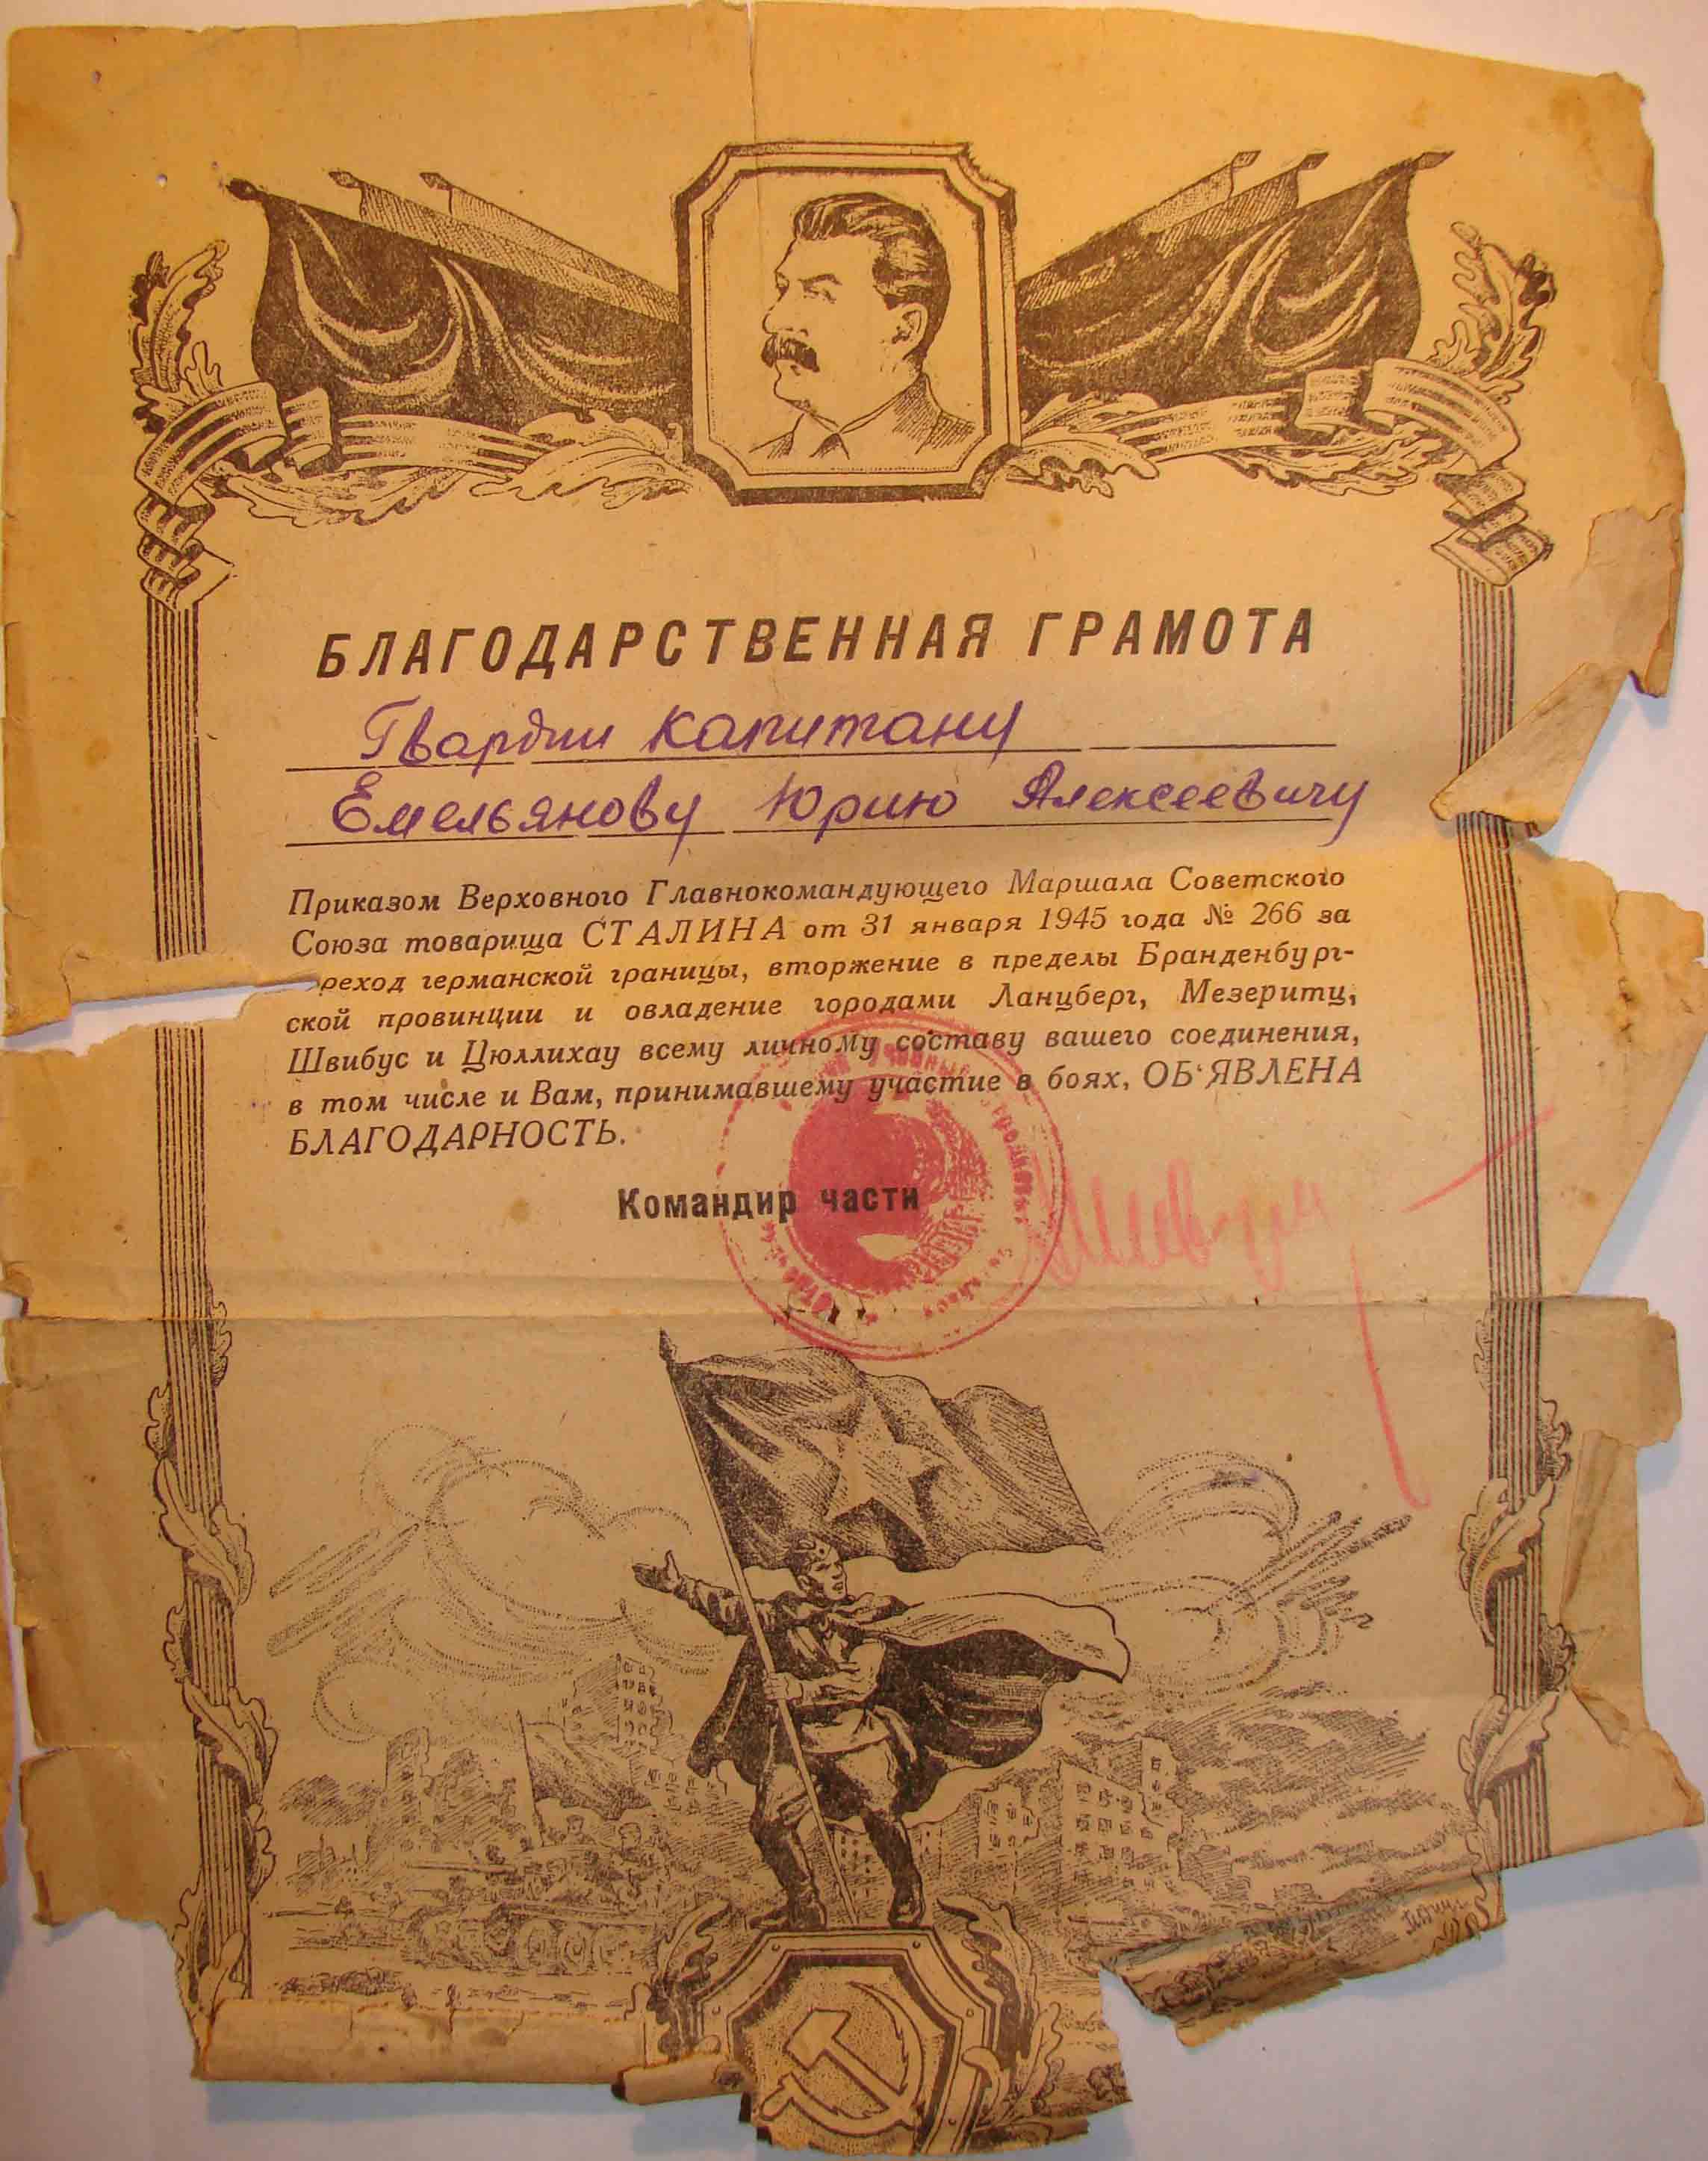 БЛАГОДАРСТВЕННАЯ ГРАМОТА
Гвардии капитану
Емельянову Юрию Алексеевичу
Приказом Верховного Главнокомандующего Маршала Советского
Союза товарища СТАЛИНА от 31 января 1945 года № 266 за
реход германской границы, вторжение в пределы Бранденбург-
ской провинции и овладение городами Ланцберг, Мезеритц,
Швибус и Цюллихау всему личному составу вашего соединения,
в том числе и Вам, принимавшему участие в боях, ОБ'ЯВЛЕНА
БЛАГОДАРНОСТЬ.
Командир части